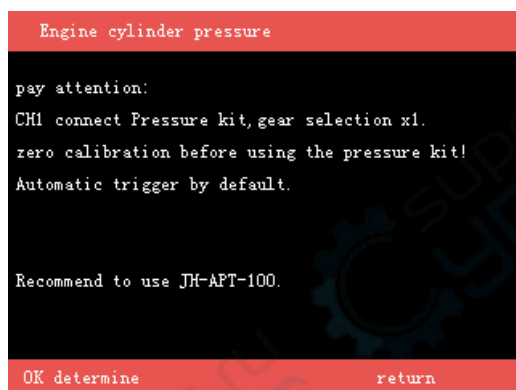 Engine cylinder pressure
pay attention:
CH1 connect Pressure kit, gear selection x1.
zero calibration before using the pressure kit!
Automatic trigger by default.
Recommend to use JH-APT-100.
OK determine return